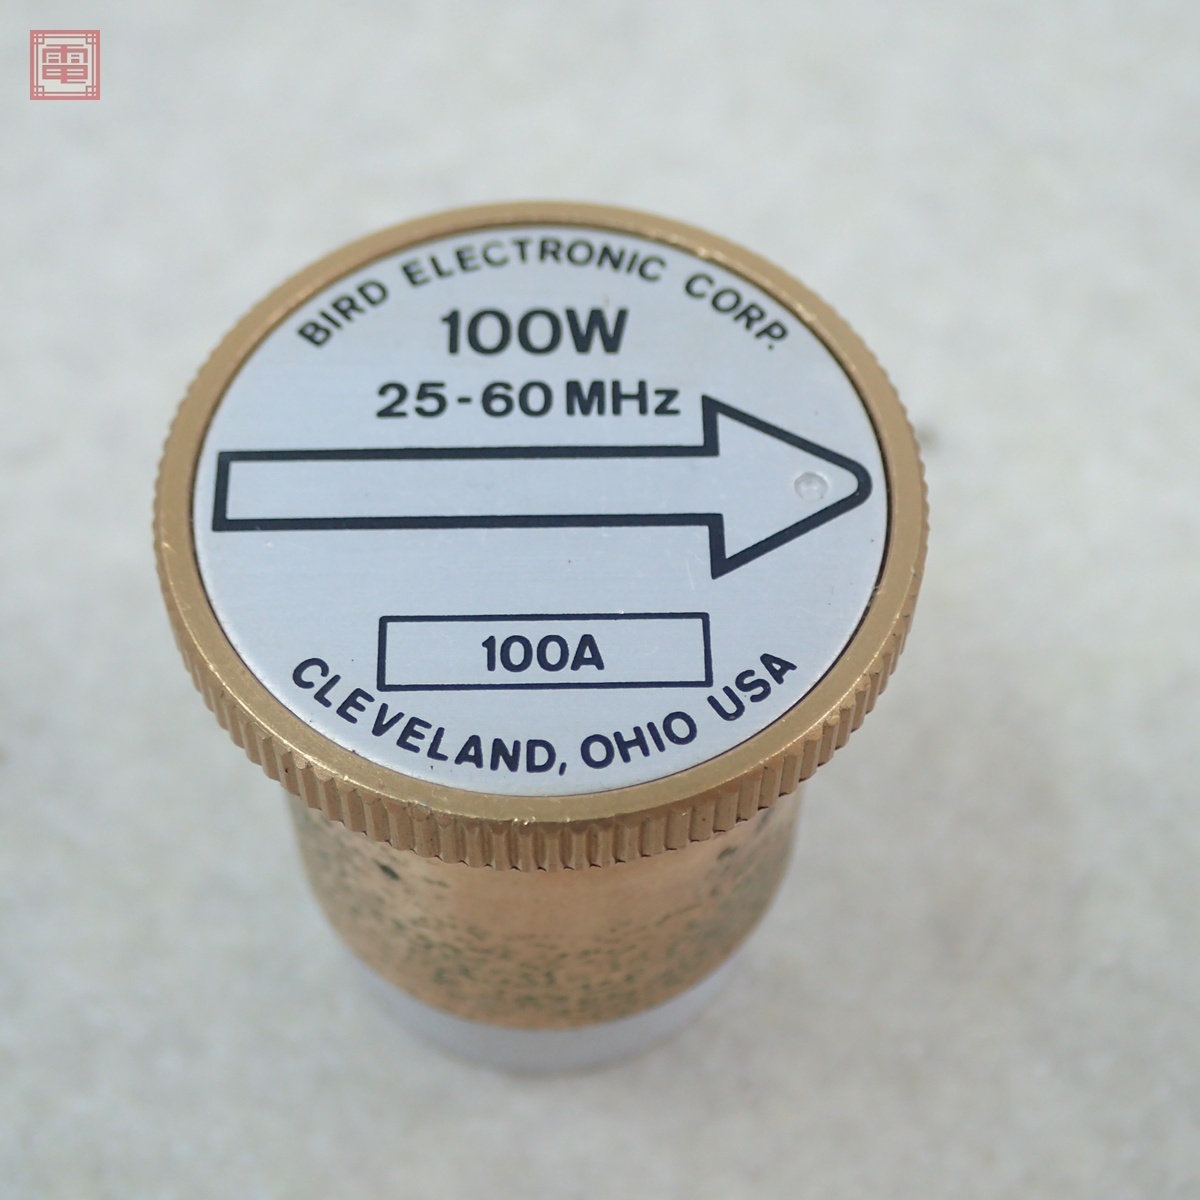 電
BIRD ELECTRONIC CORP.
100W
25-60 MHz
100A
CLEVELAND, OHIO USA